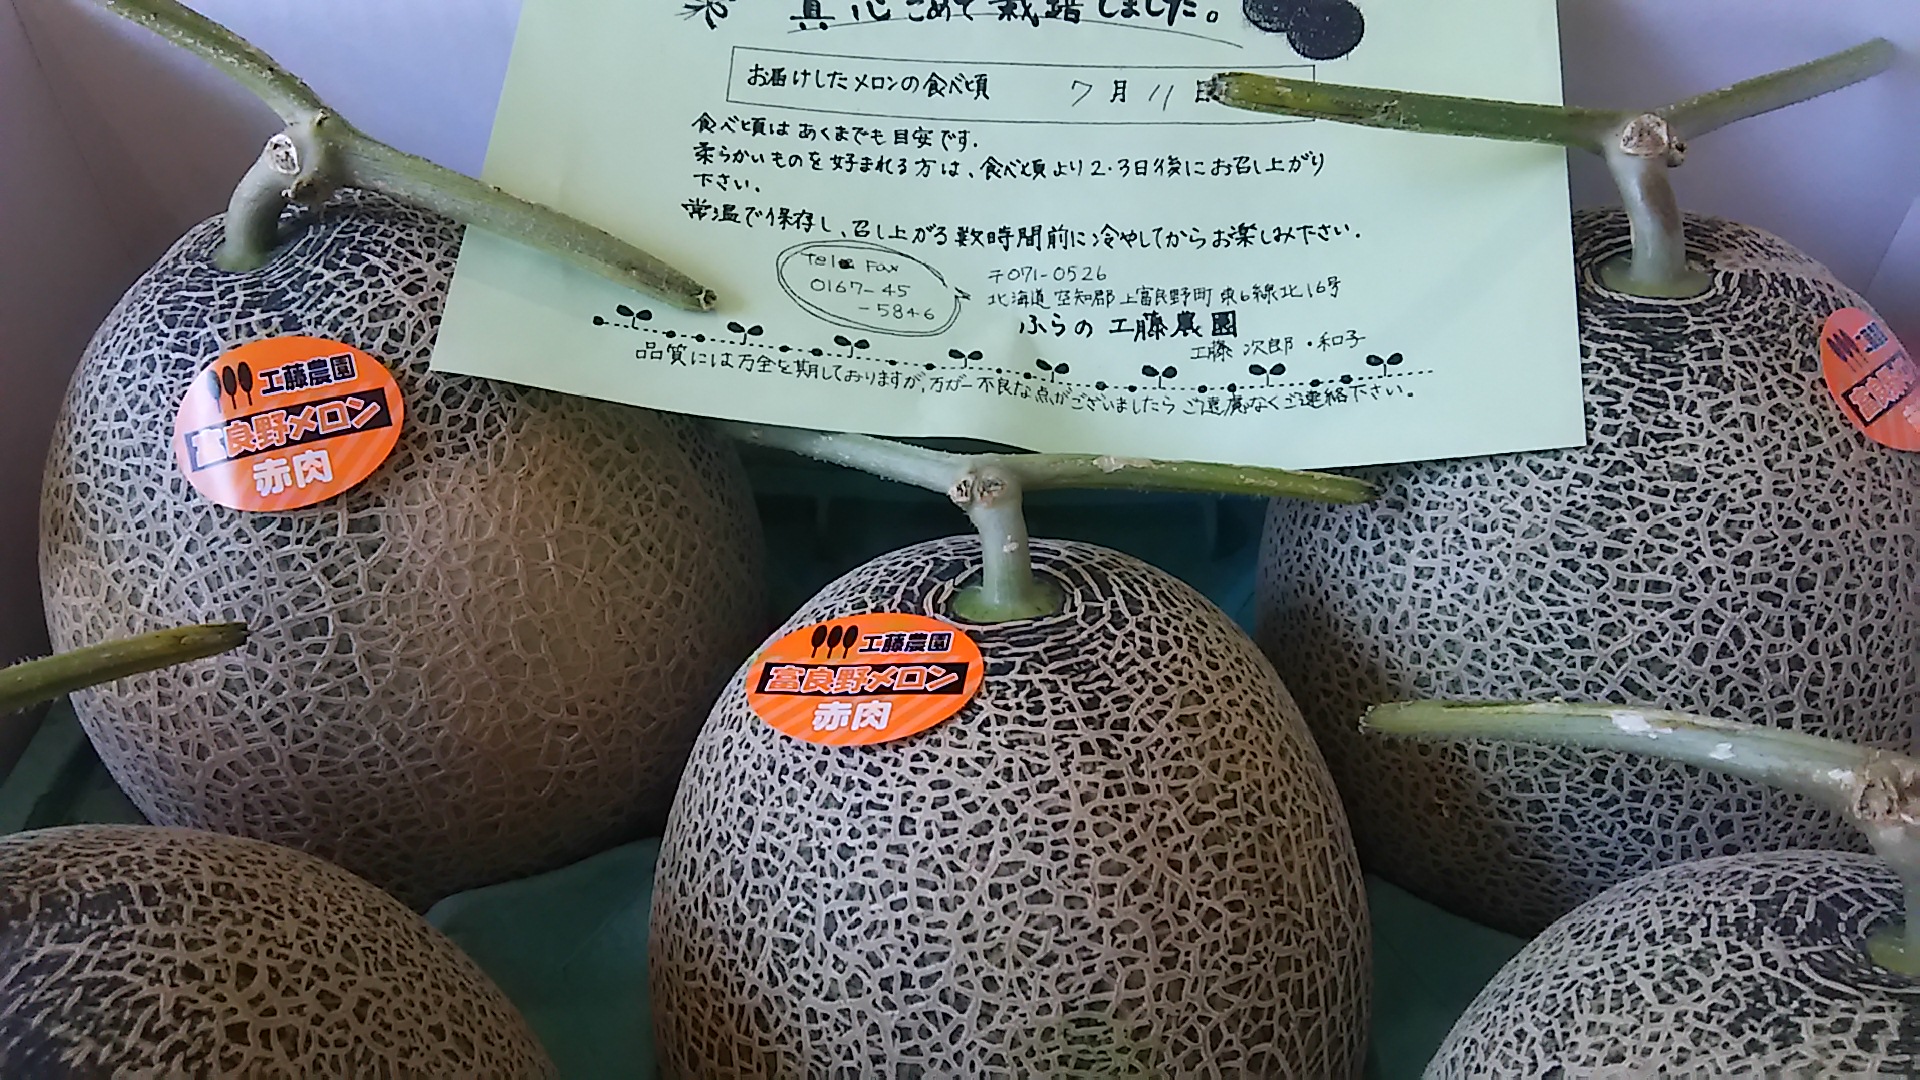 真心こめて栽培しました。
お届けしたメロンの食べ頃 7月11日
食べ頃はあくまでも目安です。
柔らかいものを好まれる方は、食べ頃より2・3日後にお召し上がり
下さい。
常温で保存し、召し上がる数時間前に冷やしてからお楽しみ下さい。
Tel & Fax
0167-45
-5846
〒071-0526
北海道 空知郡 上富良野町 東6線北16号
ふらの 工藤農園
工藤 次郎・和子
品質には万全を期しておりますが、万が一不良な点がございましたらご遠慮なくご連絡下さい。
工藤農園
富良野メロン
赤肉
工藤農園
富良野メロン
赤肉
工藤
富良野
赤